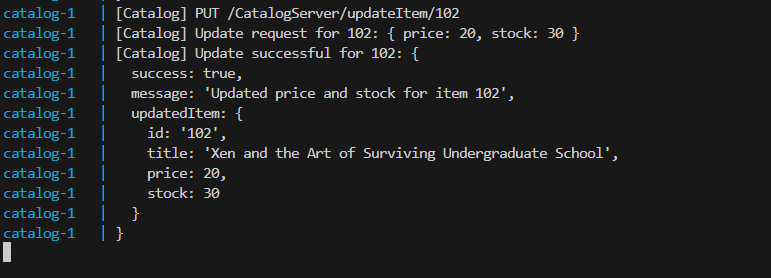 catalog-1 | [Catalog] PUT /CatalogServer/updateItem/102
catalog-1 | [Catalog] Update request for 102: { price: 20, stock: 30 }
catalog-1 | [Catalog] Update successful for 102: {
catalog-1 |   success: true,
catalog-1 |   message: 'Updated price and stock for item 102',
catalog-1 |   updatedItem: {
catalog-1 |     id: '102',
catalog-1 |     title: 'Xen and the Art of Surviving Undergraduate School',
catalog-1 |     price: 20,
catalog-1 |     stock: 30
catalog-1 |   }
catalog-1 | }